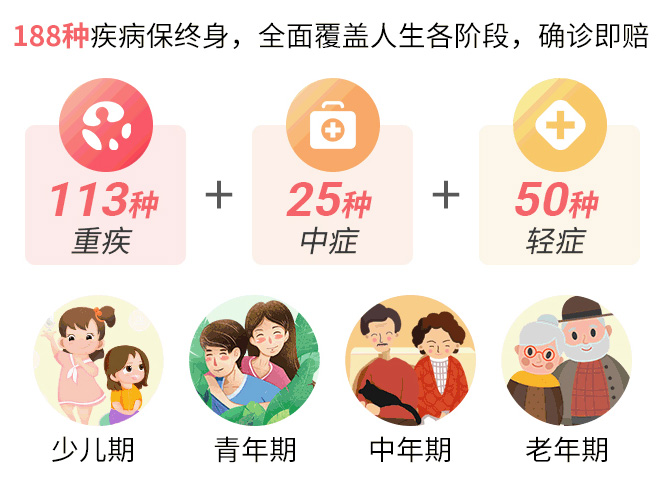 188种疾病保终身，全面覆盖人生各阶段，确诊即赔
113种 + 25种 + 50种
重疾 中症 轻症
少儿期 青年期 中年期 老年期